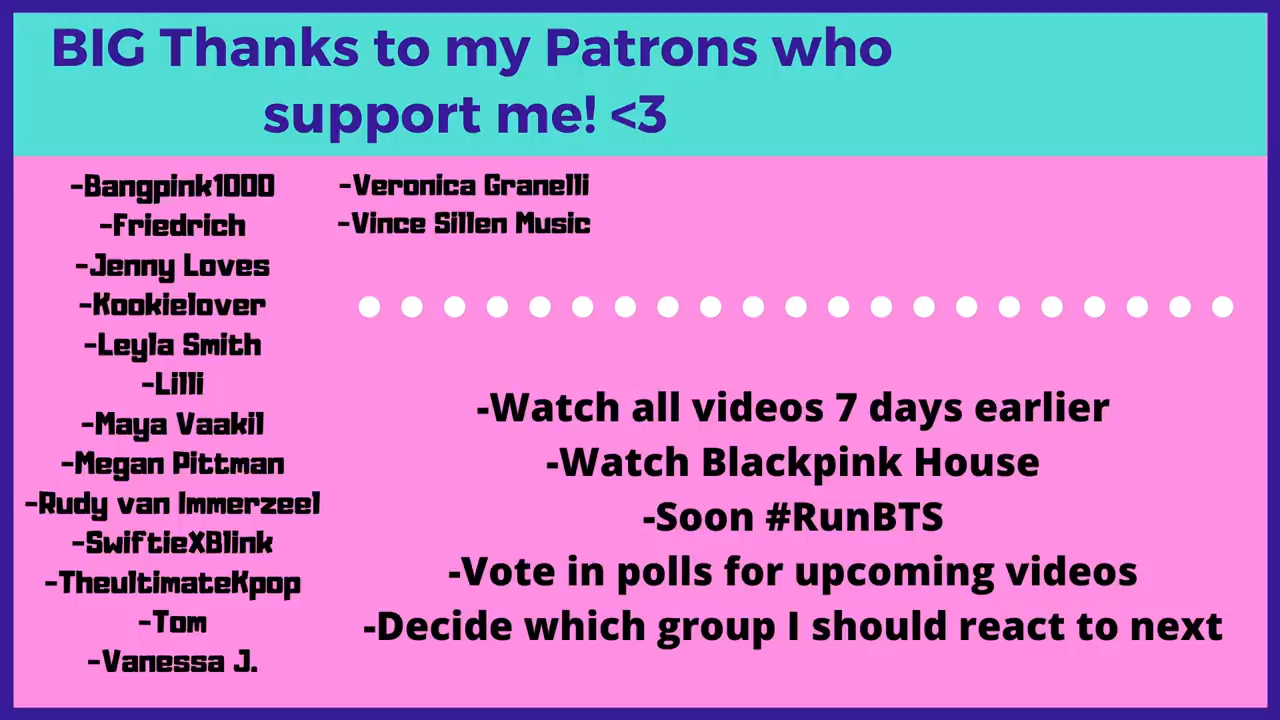 BIG Thanks to my Patrons who
support me! <3
-Bangpink1000
-Friedrich
-Jenny Loves
-Kookielover
-Leyla Smith
-Lilli
-Maya Vaakil
-Megan Pittman
-Rudy van Immerzeel
-SwiftieXBlink
-TheultimateKpop
-Tom
-Vanessa J.
-Veronica Granelli
-Vince Sillen Music
-Watch all videos 7 days earlier
-Watch Blackpink House
-Soon #RunBTS
-Vote in polls for upcoming videos
-Decide which group I should react to next